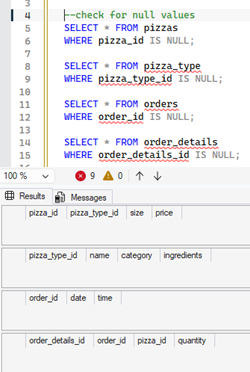 4 --check for null values
5 SELECT * FROM pizzas
6 WHERE pizza_id IS NULL;
7
8 SELECT * FROM pizza_type
9 WHERE pizza_type_id IS NULL;
10
11 SELECT * FROM orders
12 WHERE order_id IS NULL;
13
14 SELECT * FROM order_details
15 WHERE order_details_id IS NULL;
100 % 9 0
Results Messages
pizza_id pizza_type_id size price
pizza_type_id name category ingredients
order_id date time
order_details_id order_id pizza_id quantity